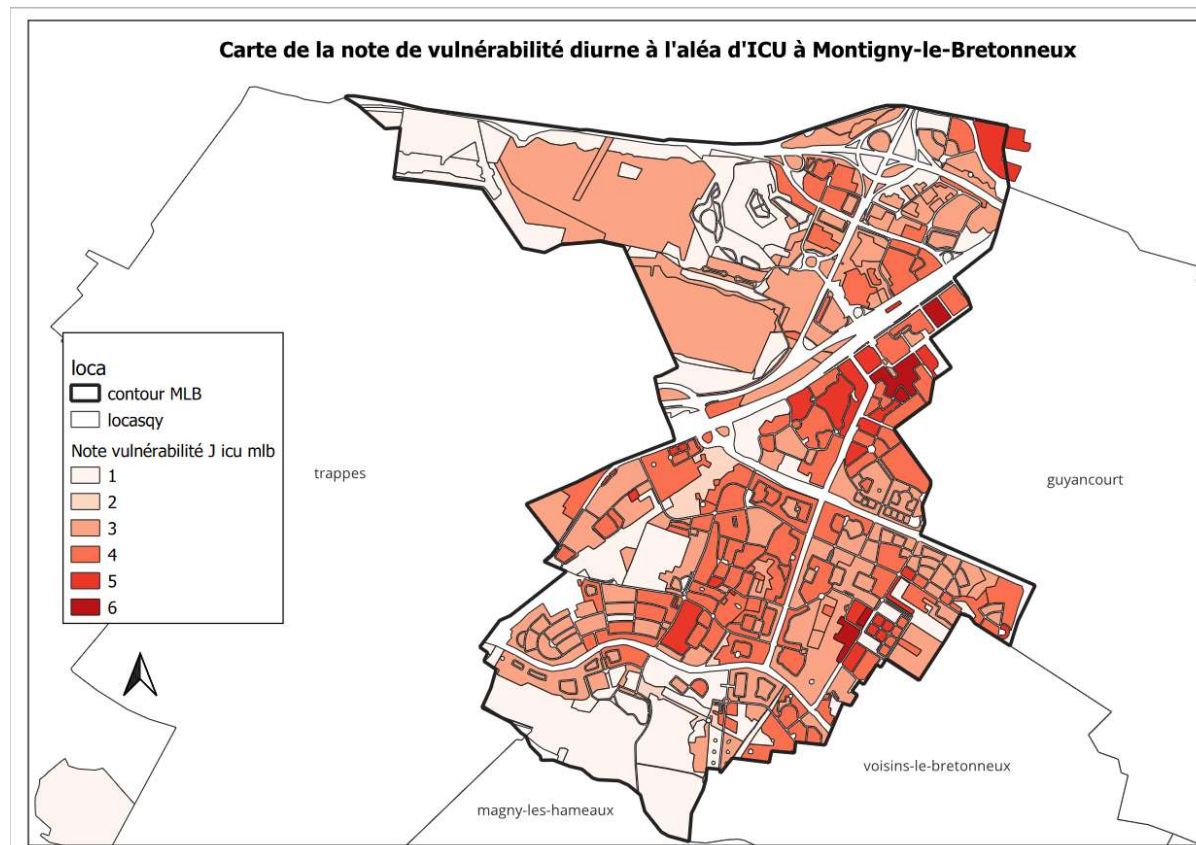 Carte de la note de vulnérabilité diurne à l'aléa d'ICU à Montigny-le-Bretonneux
loca
contour MLB
locasqy
Note vulnérabilité J icu mlb
1
2
3
4
5
6
trappes
guyancourt
voisins-le-bretonneux
magny-les-hameaux